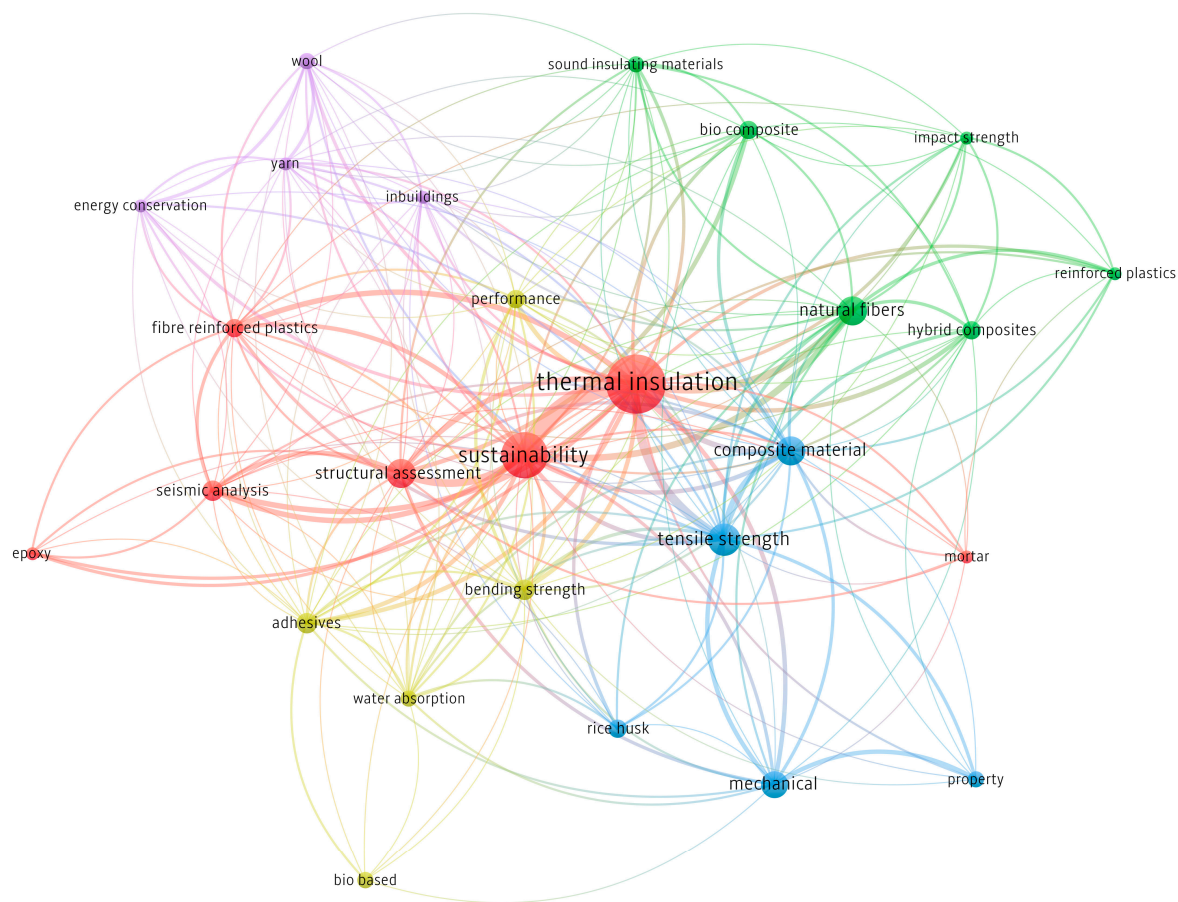 wool
sound insulating materials
bio composite
impact strength
yarn
inbuildings
energy conservation
reinforced plastics
performance
natural fibers
fibre reinforced plastics
hybrid composites
thermal insulation
composite material
sustainability
structural assessment
seismic analysis
tensile strength
epoxy
mortar
bending strength
adhesives
water absorption
rice husk
mechanical
property
bio based